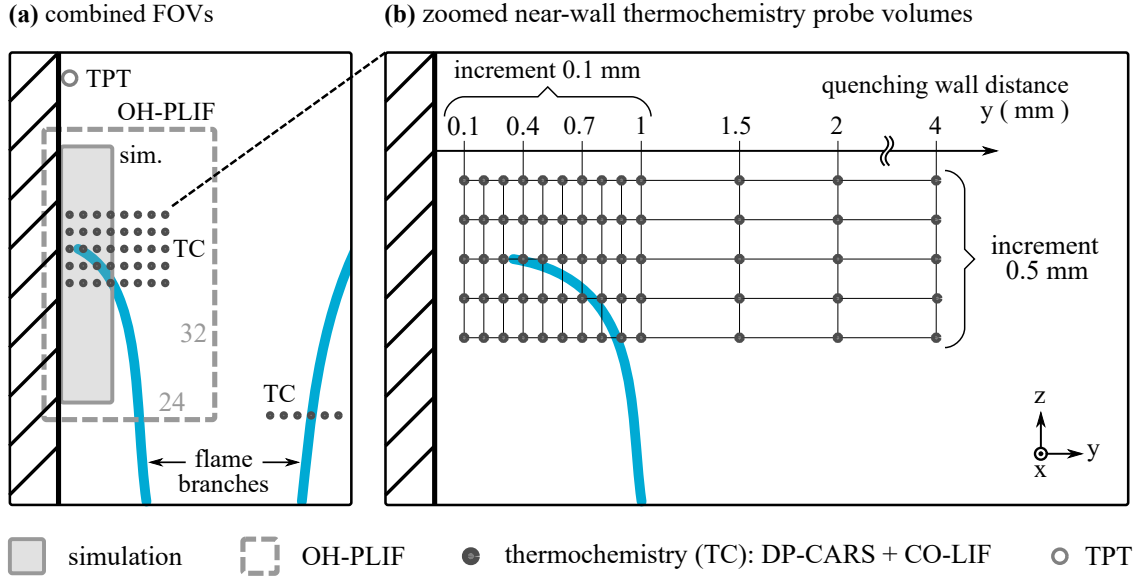 (a) combined FOVs
TPT
OH-PLIF
sim.
TC
32
24
TC
flame
branches
(b) zoomed near-wall thermochemistry probe volumes
increment 0.1 mm
quenching wall distance
y ( mm )
0.1 0.4 0.7 1 1.5 2 4
increment
0.5 mm
z
y
x
simulation
OH-PLIF
thermochemistry (TC): DP-CARS + CO-LIF
TPT